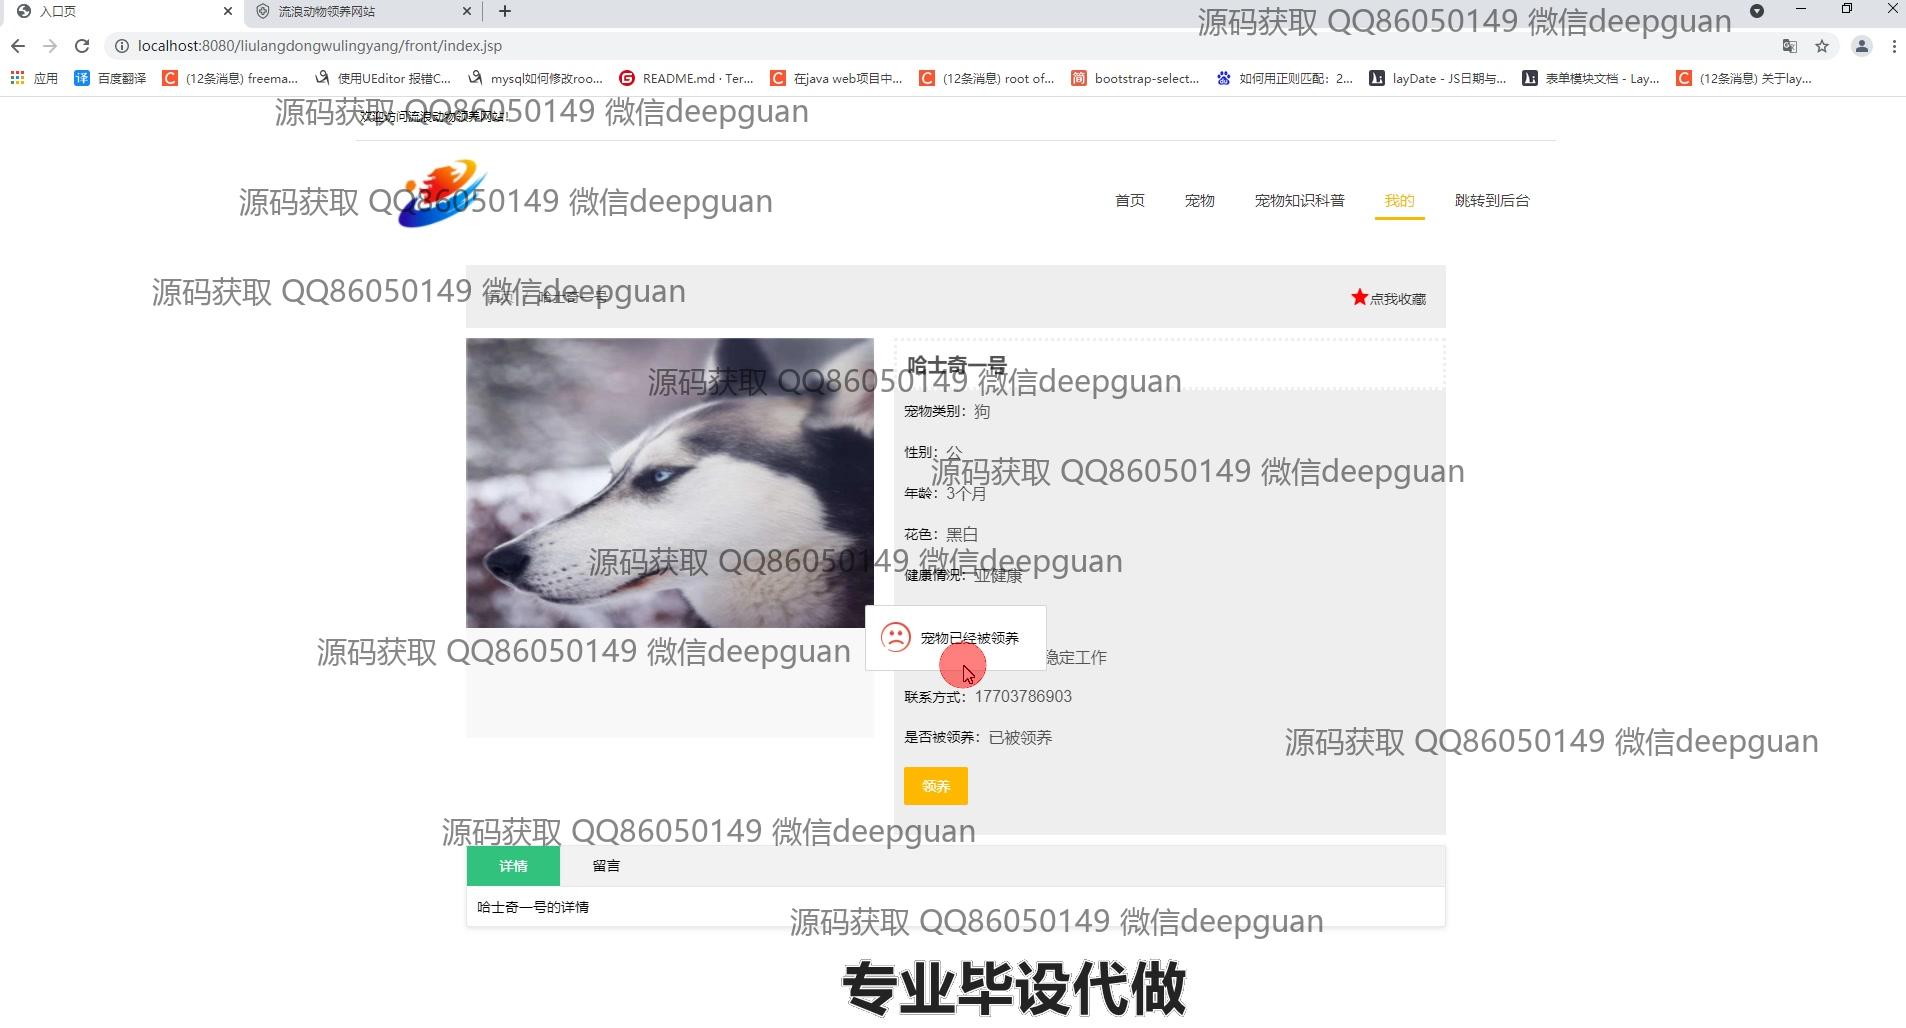 入口页
流浪动物领养网站
源码获取 QQ86050149 微信deepguan
localhost:8080/liulangdongwulingyang/front/index.jsp
应用
百度翻译
(12条消息) freema...
使用UEditor 报错C...
mysql如何修改roo...
README.md · Ter...
在java web项目中...
(12条消息) root of...
bootstrap-select...
如何用正则匹配：2...
layDate - JS日期与...
表单模块文档 - Lay...
(12条消息) 关于lay...
源码获取 QQ86050149 微信deepguan
欢迎访问流浪动物领养网站!
源码获取 QQ86050149 微信deepguan
首页
宠物
宠物知识科普
我的
跳转到后台
源码获取 QQ86050149 微信deepguan
首页 哈士奇一号
点我收藏
哈士奇一号
源码获取 QQ86050149 微信deepguan
宠物类别：狗
性别：公
源码获取 QQ86050149 微信deepguan
年龄：3个月
花色：黑白
源码获取 QQ86050149 微信deepguan
健康情况：亚健康
宠物已经被领养
源码获取 QQ86050149 微信deepguan
稳定工作
联系方式：17703786903
是否被领养：已被领养
源码获取 QQ86050149 微信deepguan
领养
源码获取 QQ86050149 微信deepguan
详情
留言
哈士奇一号的详情
源码获取 QQ86050149 微信deepguan
专业毕设代做